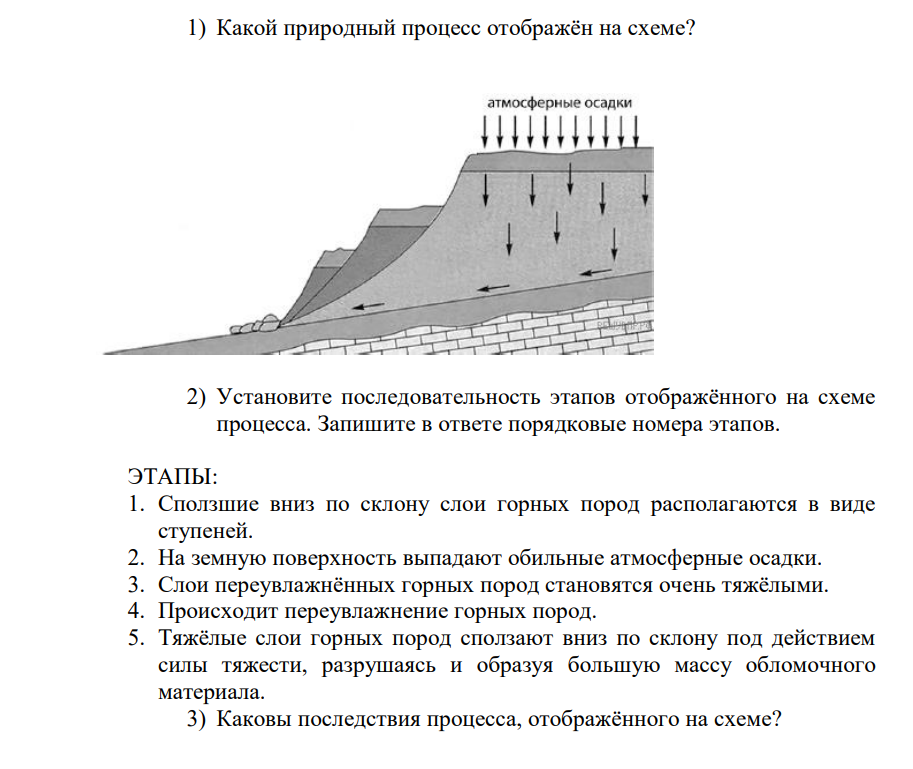 1) Какой природный процесс отображён на схеме?
атмосферные осадки
2) Установите последовательность этапов отображённого на схеме
процесса. Запишите в ответе порядковые номера этапов.
ЭТАПЫ:
1. Сползшие вниз по склону слои горных пород располагаются в виде
ступеней.
2. На земную поверхность выпадают обильные атмосферные осадки.
3. Слои переувлажнённых горных пород становятся очень тяжёлыми.
4. Происходит переувлажнение горных пород.
5. Тяжёлые слои горных пород сползают вниз по склону под действием
силы тяжести, разрушаясь и образуя большую массу обломочного
материала.
3) Каковы последствия процесса, отображённого на схеме?